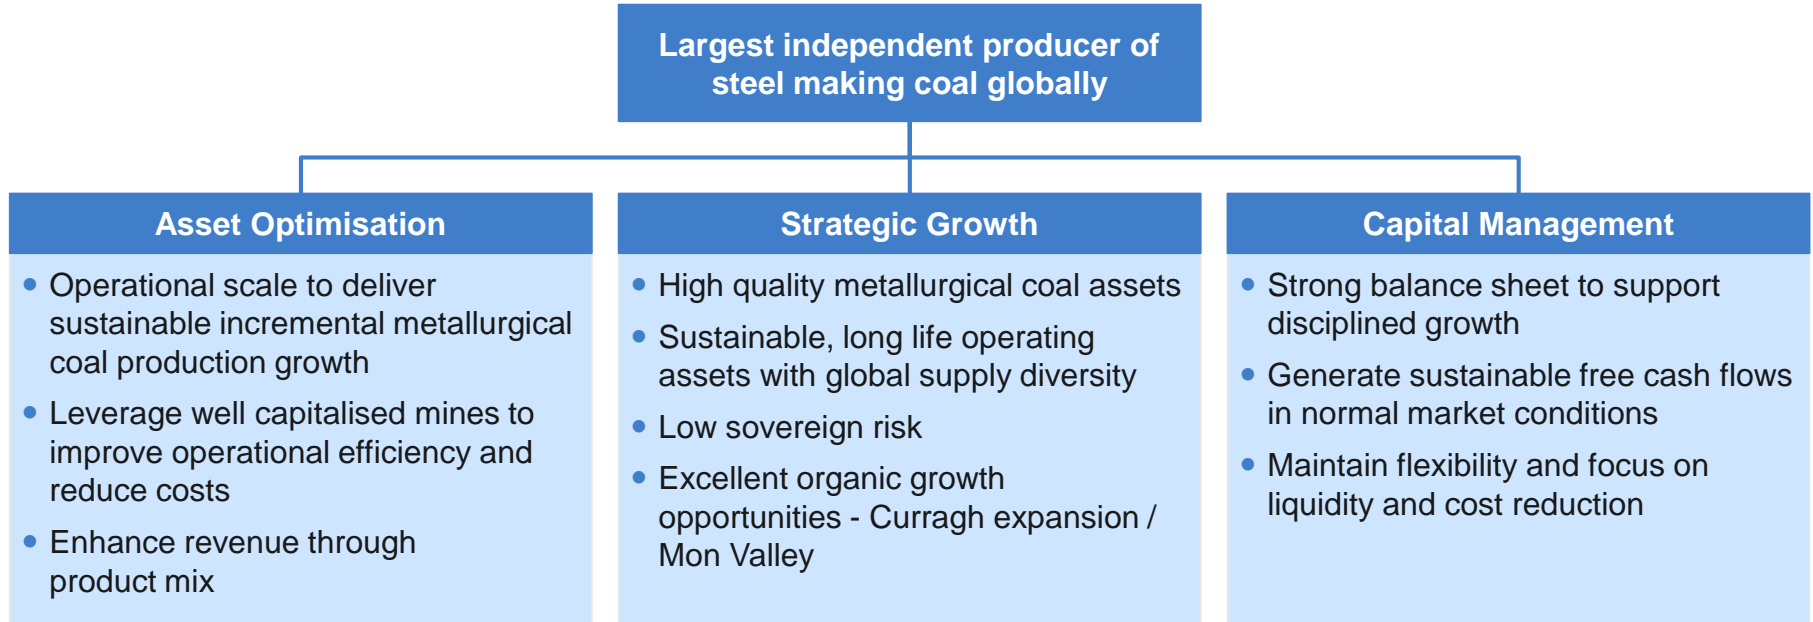 Largest independent producer of
steel making coal globally
Asset Optimisation
• Operational scale to deliver
sustainable incremental metallurgical
coal production growth
• Leverage well capitalised mines to
improve operational efficiency and
reduce costs
• Enhance revenue through
product mix
Strategic Growth
• High quality metallurgical coal assets
• Sustainable, long life operating
assets with global supply diversity
• Low sovereign risk
• Excellent organic growth
opportunities - Curragh expansion /
Mon Valley
Capital Management
• Strong balance sheet to support
disciplined growth
• Generate sustainable free cash flows
in normal market conditions
• Maintain flexibility and focus on
liquidity and cost reduction